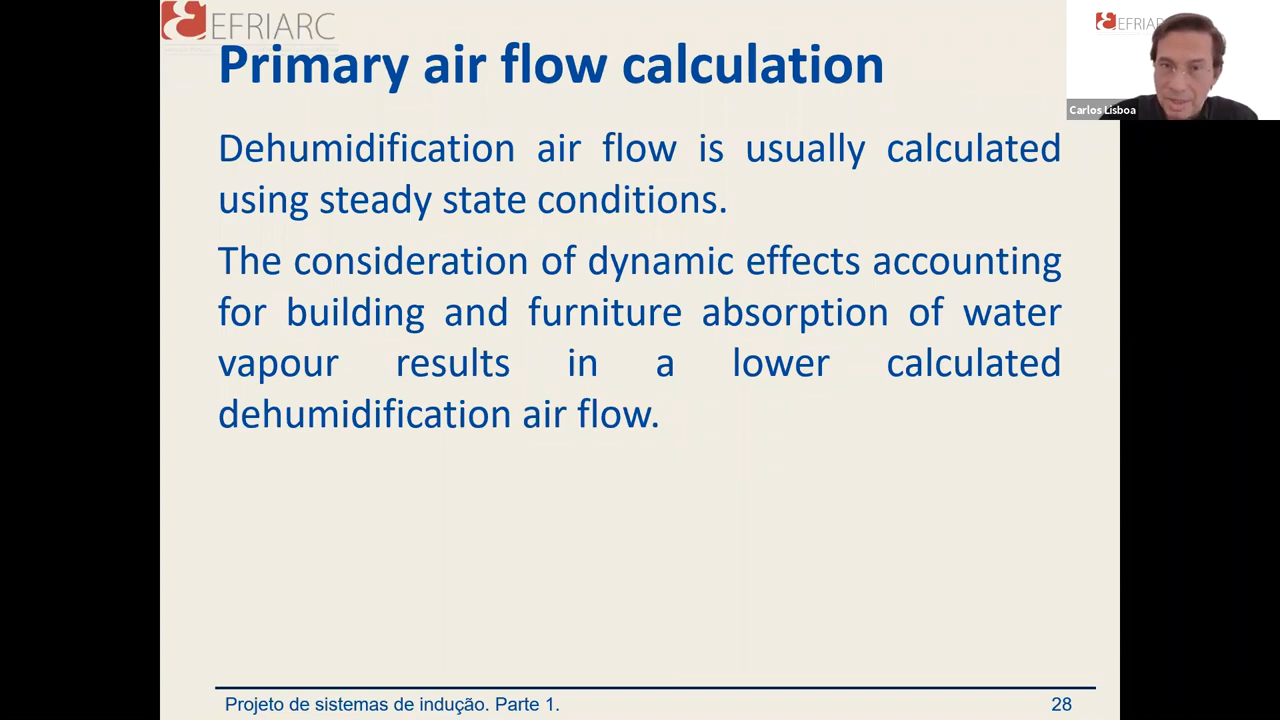 EFRIARC
Primary air flow calculation
Dehumidification air flow is usually calculated
using steady state conditions.
The consideration of dynamic effects accounting
for building and furniture absorption of water
vapour results in a lower calculated
dehumidification air flow.
Projeto de sistemas de indução. Parte 1.
28
EFRIARC
Carlos Lisboa